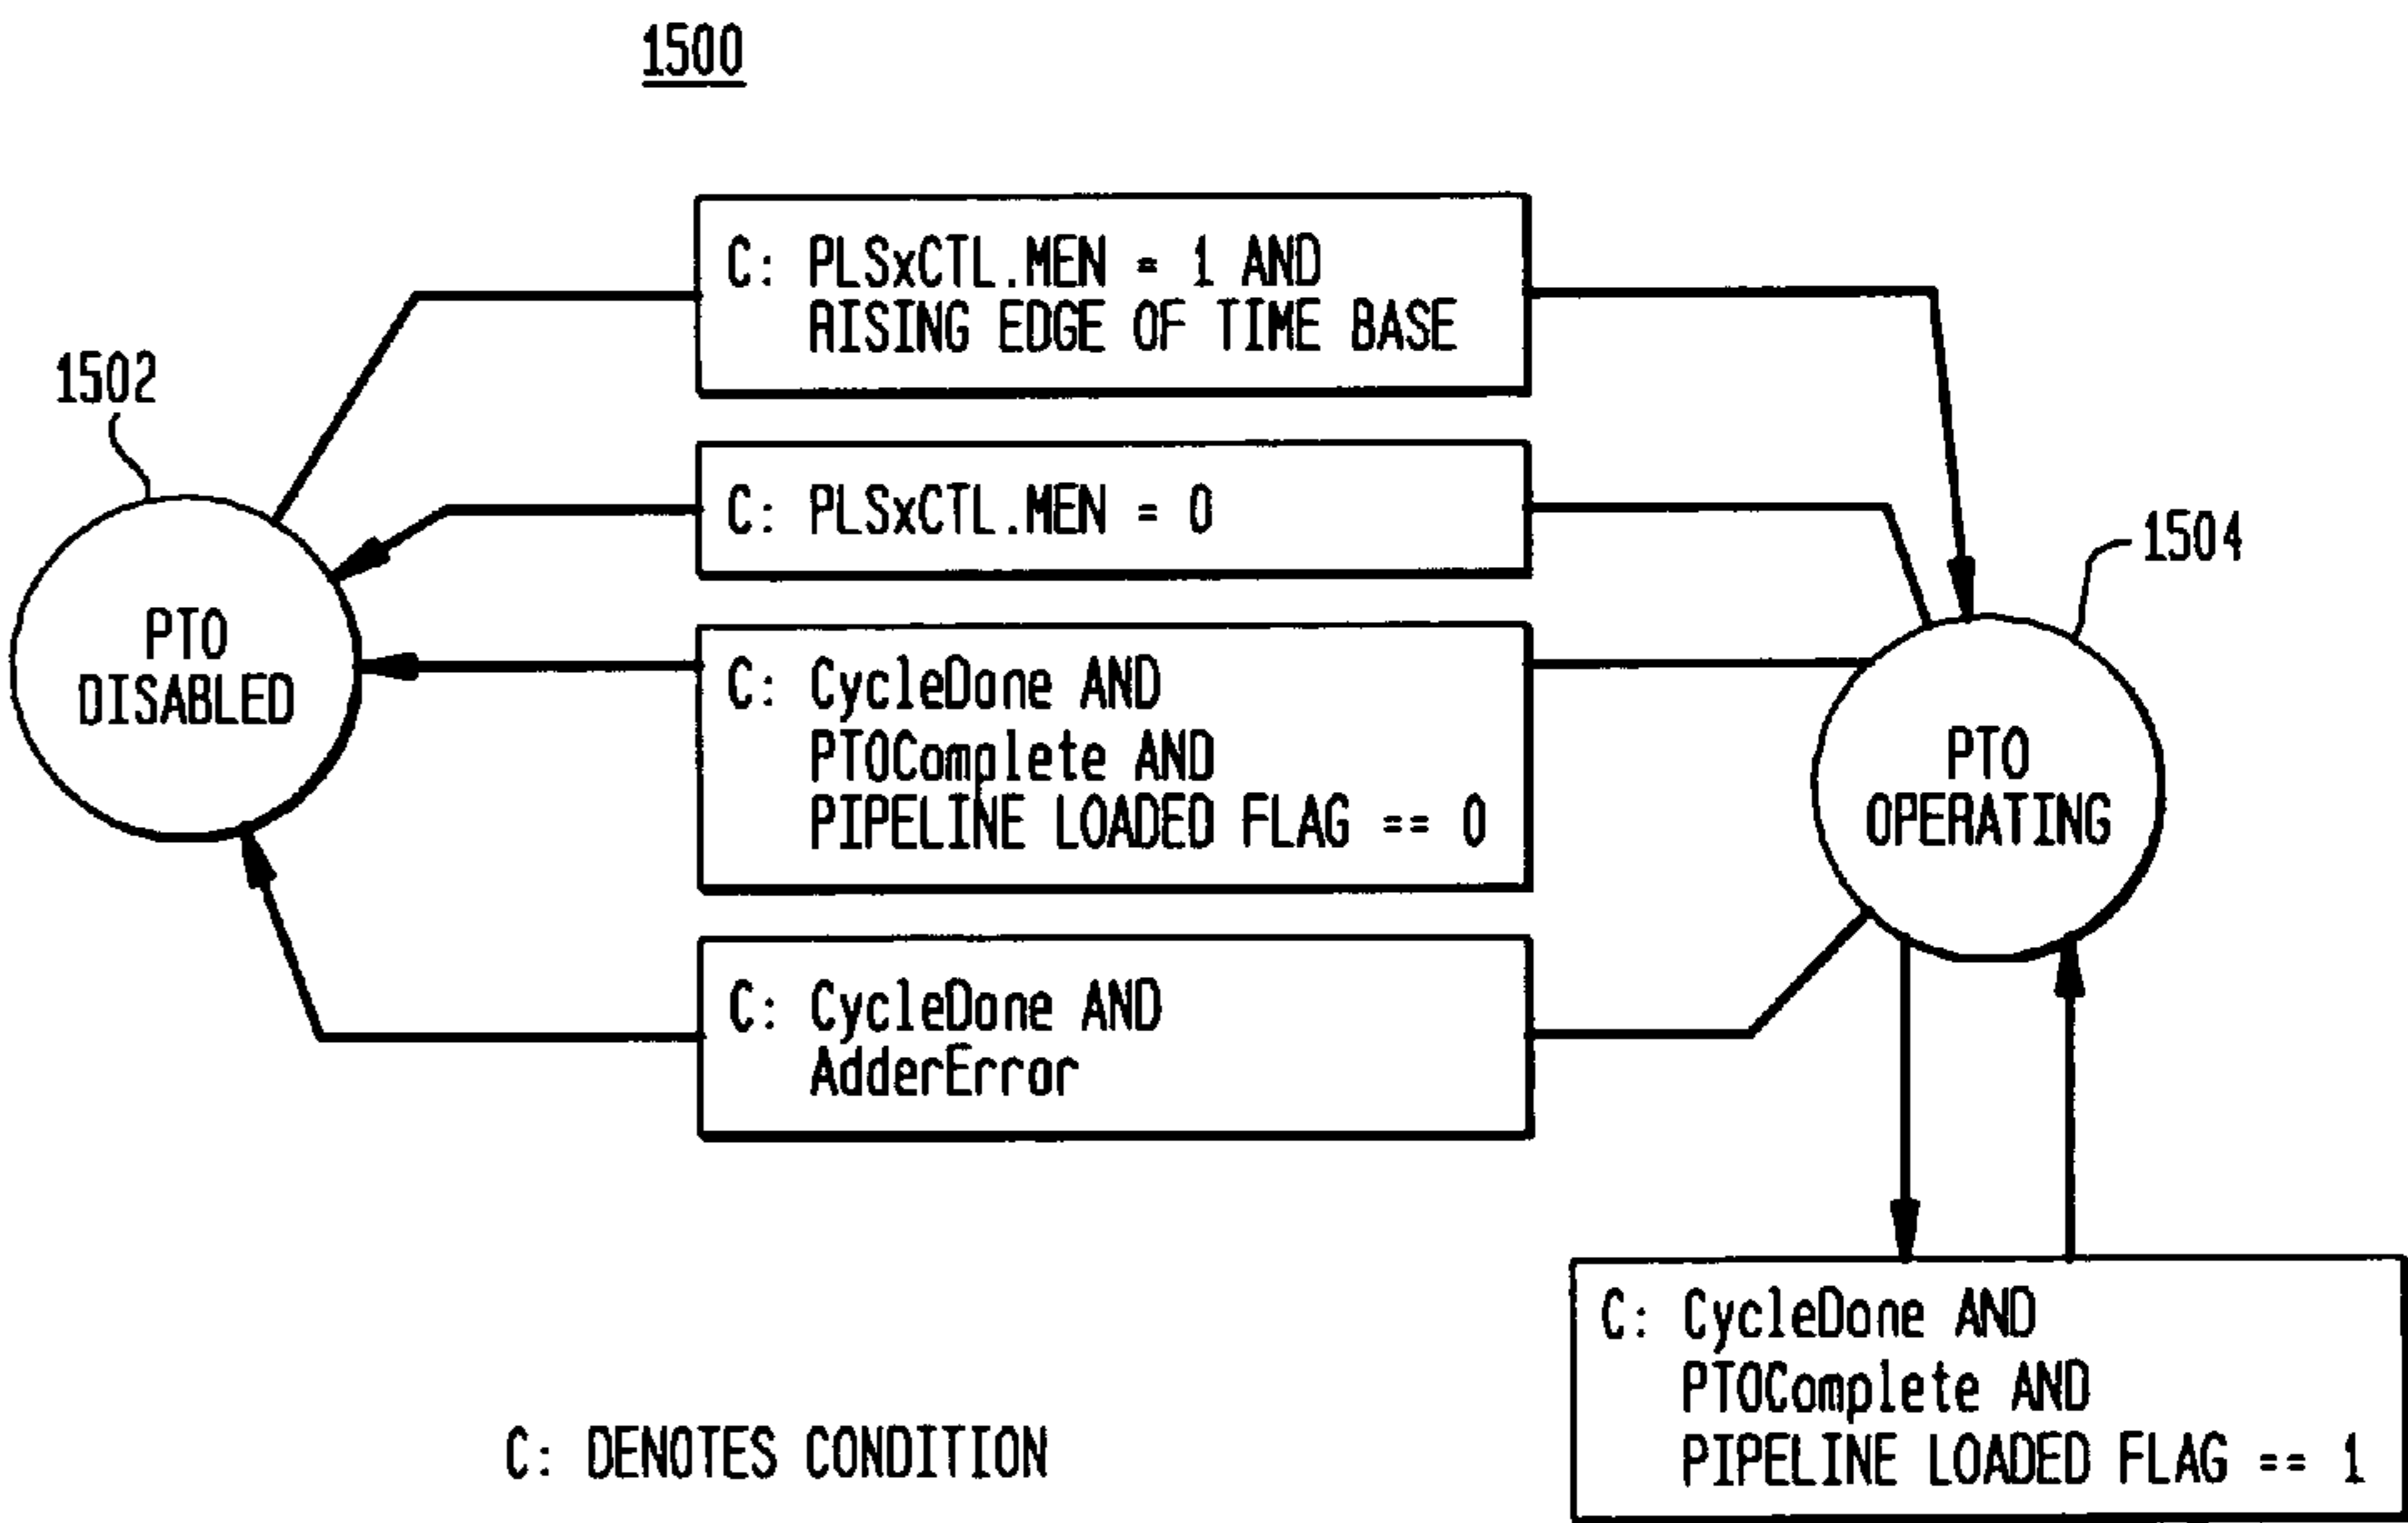 1500
C: PLSxCTL.MEN = 1 AND
RISING EDGE OF TIME BASE
1502
C: PLSxCTL.MEN = 0
1504
PTO
DISABLED
C: CycleDone AND
PTOComplete AND
PIPELINE LOADED FLAG == 0
PTO
OPERATING
C: CycleDone AND
AdderError
C: CycleDone AND
PTOComplete AND
PIPELINE LOADED FLAG == 1
C: DENOTES CONDITION